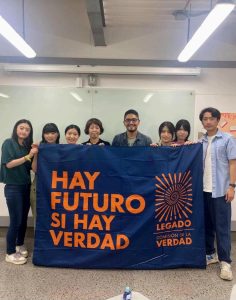 HAY
FUTURO
SI HAY
VERDAD
LEGADO
COMISIÓN DE LA
VERDAD